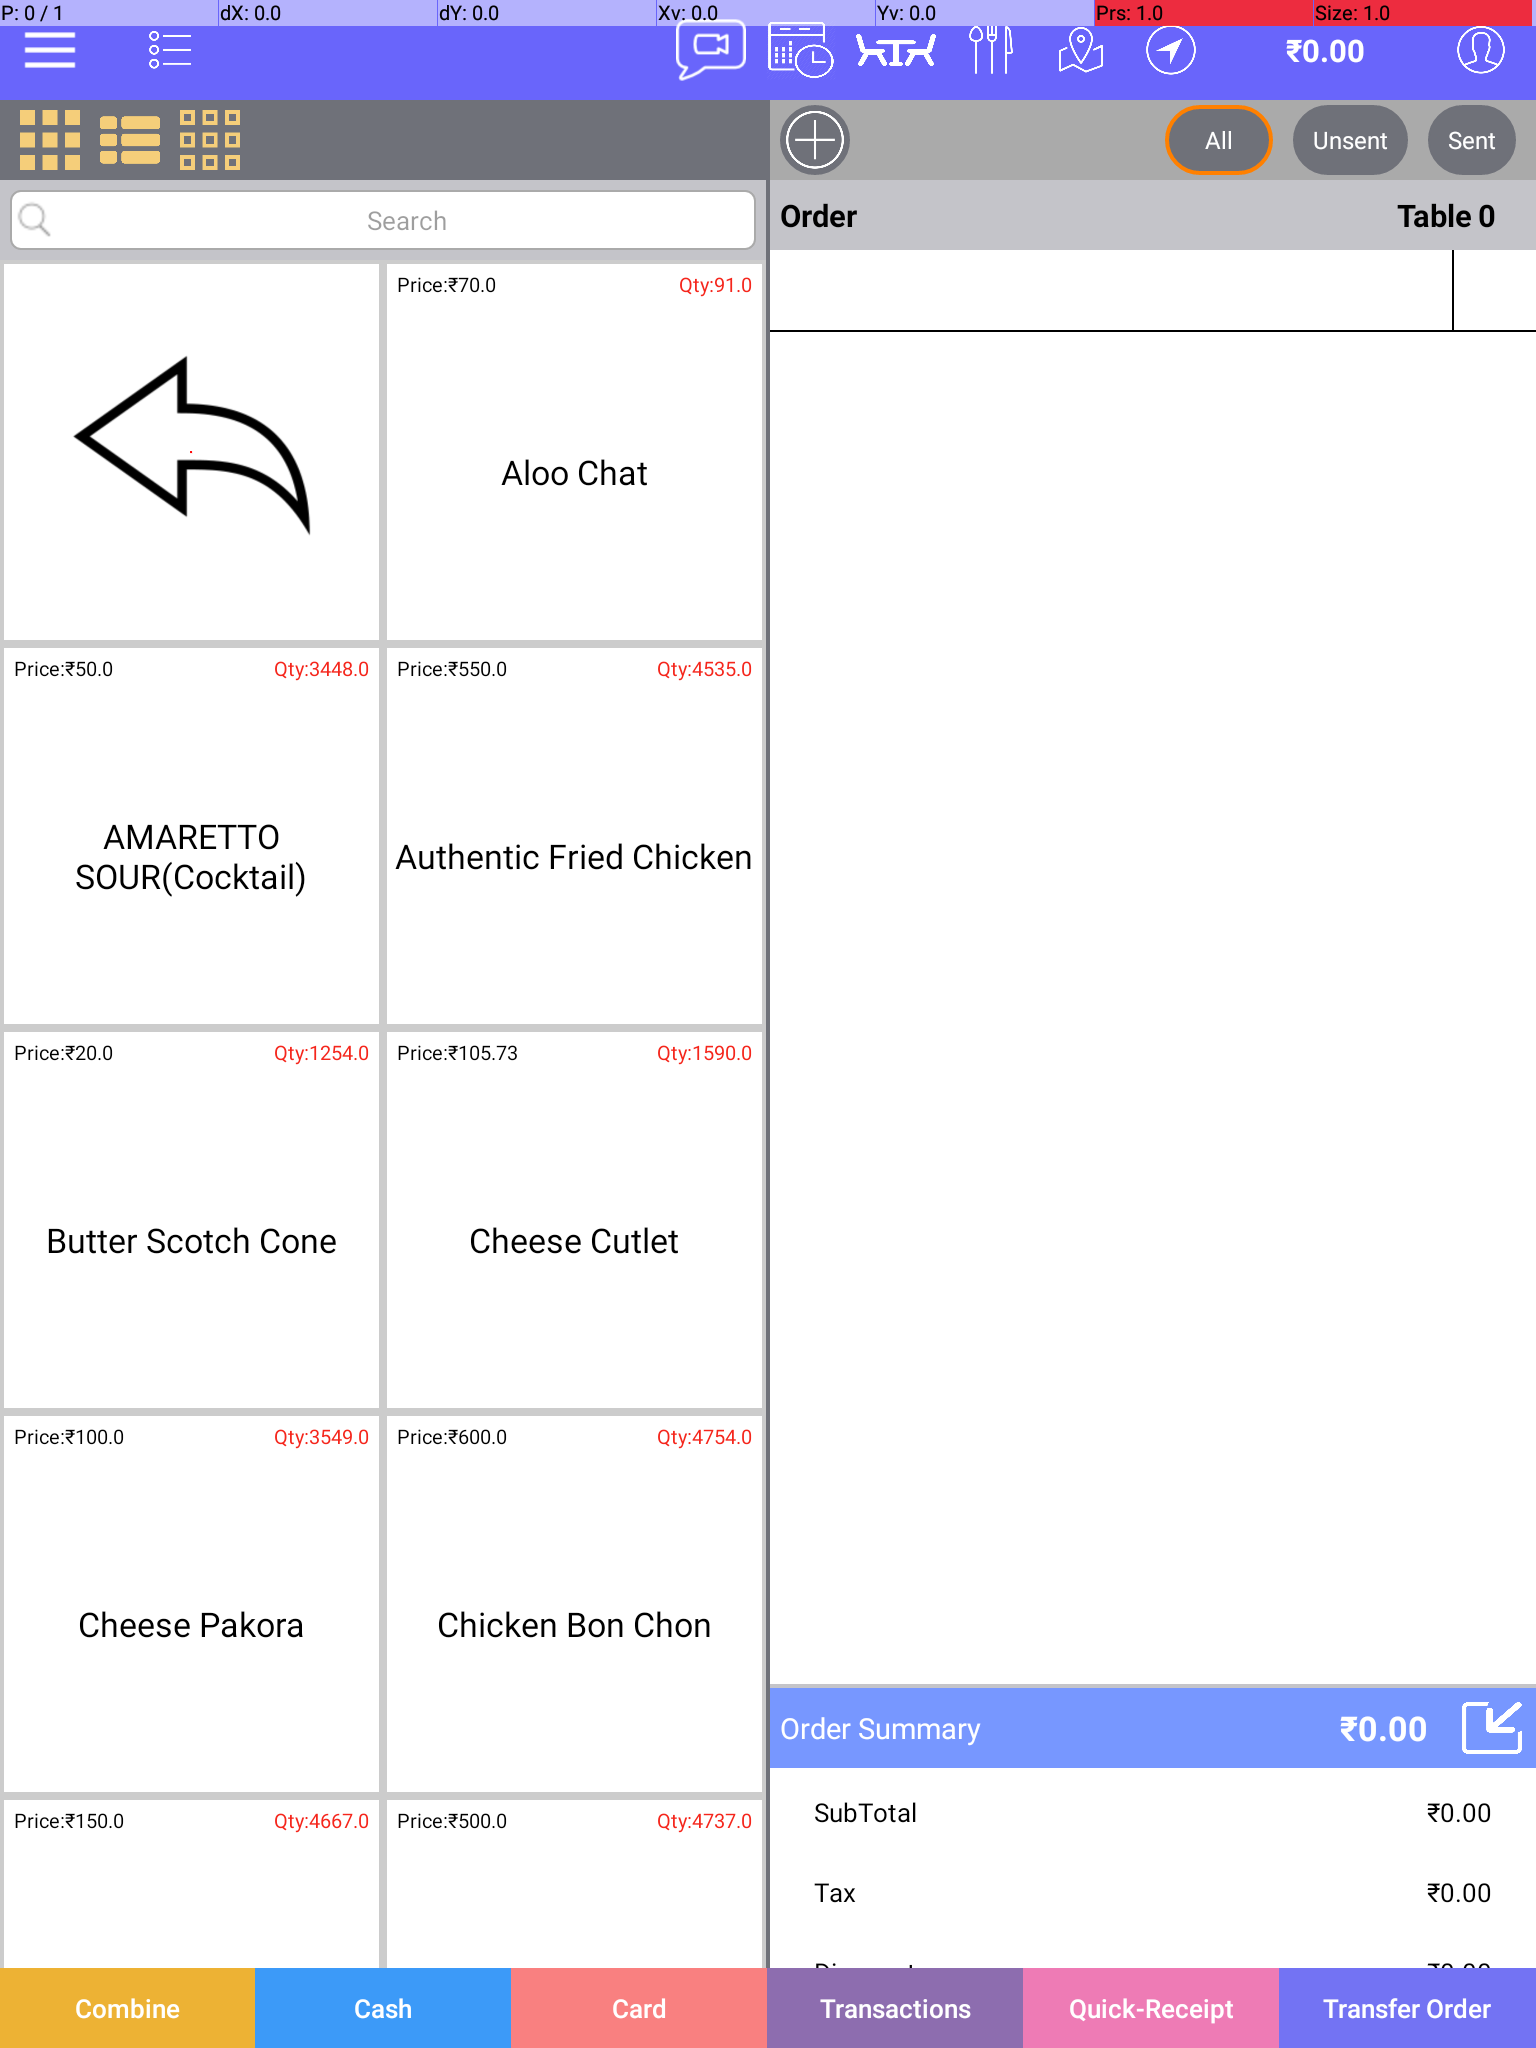 P: 0 / 1 dX: 0.0 dY: 0.0 Xv: 0.0 Yv: 0.0 Prs: 1.0 Size: 1.0
₹0.00
All Unsent Sent
Search
Order Table 0
Price:₹70.0 Qty:91.0
Aloo Chat
Price:₹50.0 Qty:3448.0
AMARETTO
SOUR(Cocktail)
Price:₹550.0 Qty:4535.0
Authentic Fried Chicken
Price:₹20.0 Qty:1254.0
Butter Scotch Cone
Price:₹105.73 Qty:1590.0
Cheese Cutlet
Price:₹100.0 Qty:3549.0
Cheese Pakora
Price:₹600.0 Qty:4754.0
Chicken Bon Chon
Price:₹150.0 Qty:4667.0
Price:₹500.0 Qty:4737.0
Order Summary ₹0.00
SubTotal ₹0.00
Tax ₹0.00
Combine Cash Card Transactions Quick-Receipt Transfer Order